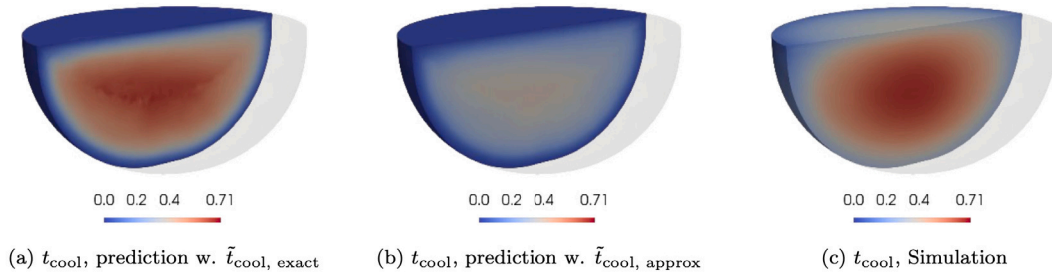 0.0 0.2 0.4 0.71
0.0 0.2 0.4 0.71
0.0 0.2 0.4 0.71
(a) t_cool, prediction w. t̃_cool, exact
(b) t_cool, prediction w. t̃_cool, approx
(c) t_cool, Simulation